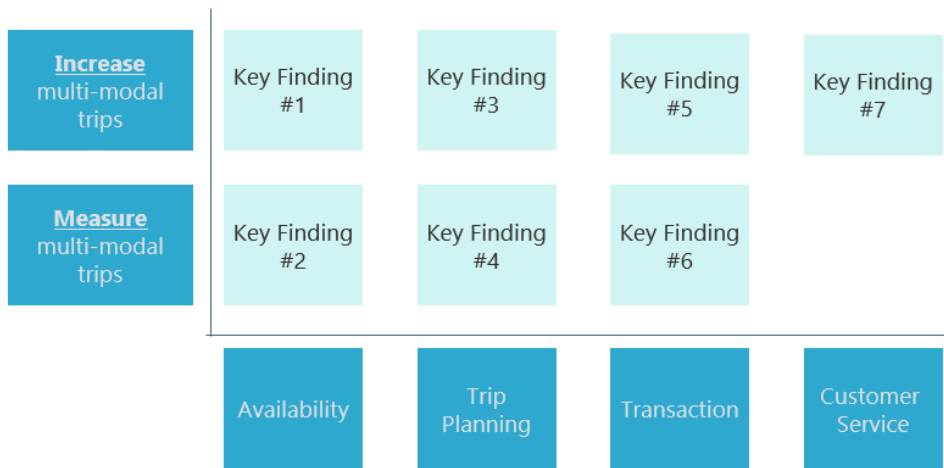 Increase
multi-modal
trips
Key Finding
#1
Key Finding
#3
Key Finding
#5
Key Finding
#7
Measure
multi-modal
trips
Key Finding
#2
Key Finding
#4
Key Finding
#6
Availability
Trip
Planning
Transaction
Customer
Service